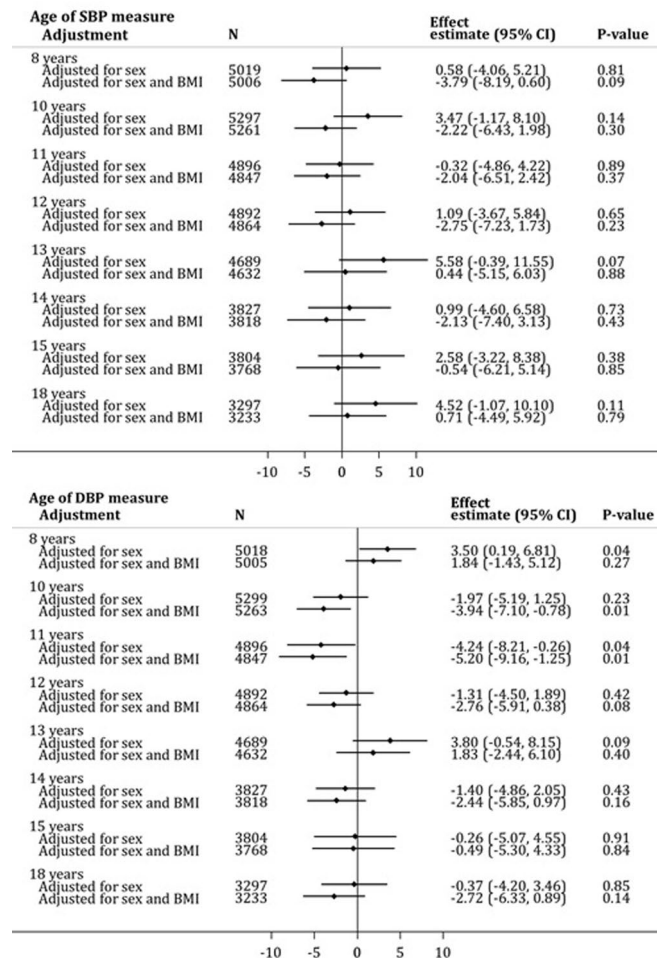 Age of SBP measure Effect
Adjustment N estimate (95% CI) P-value
8 years
Adjusted for sex 5019 0.58 (-4.06, 5.21) 0.81
Adjusted for sex and BMI 5006 -3.79 (-8.19, 0.60) 0.09
10 years
Adjusted for sex 5297 3.47 (-1.17, 8.10) 0.14
Adjusted for sex and BMI 5261 -2.22 (-6.43, 1.98) 0.30
11 years
Adjusted for sex 4896 -0.32 (-4.86, 4.22) 0.89
Adjusted for sex and BMI 4847 -2.04 (-6.51, 2.42) 0.37
12 years
Adjusted for sex 4892 1.09 (-3.67, 5.84) 0.65
Adjusted for sex and BMI 4864 -2.75 (-7.23, 1.73) 0.23
13 years
Adjusted for sex 4689 5.58 (-0.39, 11.55) 0.07
Adjusted for sex and BMI 4632 0.44 (-5.15, 6.03) 0.88
14 years
Adjusted for sex 3827 0.99 (-4.60, 6.58) 0.73
Adjusted for sex and BMI 3818 -2.13 (-7.40, 3.13) 0.43
15 years
Adjusted for sex 3804 2.58 (-3.22, 8.38) 0.38
Adjusted for sex and BMI 3768 -0.54 (-6.21, 5.14) 0.85
18 years
Adjusted for sex 3297 4.52 (-1.07, 10.10) 0.11
Adjusted for sex and BMI 3233 0.71 (-4.49, 5.92) 0.79
-10 -5 0 5 10
Age of DBP measure Effect
Adjustment N estimate (95% CI) P-value
8 years
Adjusted for sex 5018 3.50 (0.19, 6.81) 0.04
Adjusted for sex and BMI 5005 1.84 (-1.43, 5.12) 0.27
10 years
Adjusted for sex 5299 -1.97 (-5.19, 1.25) 0.23
Adjusted for sex and BMI 5263 -3.94 (-7.10, -0.78) 0.01
11 years
Adjusted for sex 4896 -4.24 (-8.21, -0.26) 0.04
Adjusted for sex and BMI 4847 -5.20 (-9.16, -1.25) 0.01
12 years
Adjusted for sex 4892 -1.31 (-4.50, 1.89) 0.42
Adjusted for sex and BMI 4864 -2.76 (-5.91, 0.38) 0.08
13 years
Adjusted for sex 4689 3.80 (-0.54, 8.15) 0.09
Adjusted for sex and BMI 4632 1.83 (-2.44, 6.10) 0.40
14 years
Adjusted for sex 3827 -1.40 (-4.86, 2.05) 0.43
Adjusted for sex and BMI 3818 -2.44 (-5.85, 0.97) 0.16
15 years
Adjusted for sex 3804 -0.26 (-5.07, 4.55) 0.91
Adjusted for sex and BMI 3768 -0.49 (-5.30, 4.33) 0.84
18 years
Adjusted for sex 3297 -0.37 (-4.20, 3.46) 0.85
Adjusted for sex and BMI 3233 -2.72 (-6.33, 0.89) 0.14
-10 -5 0 5 10